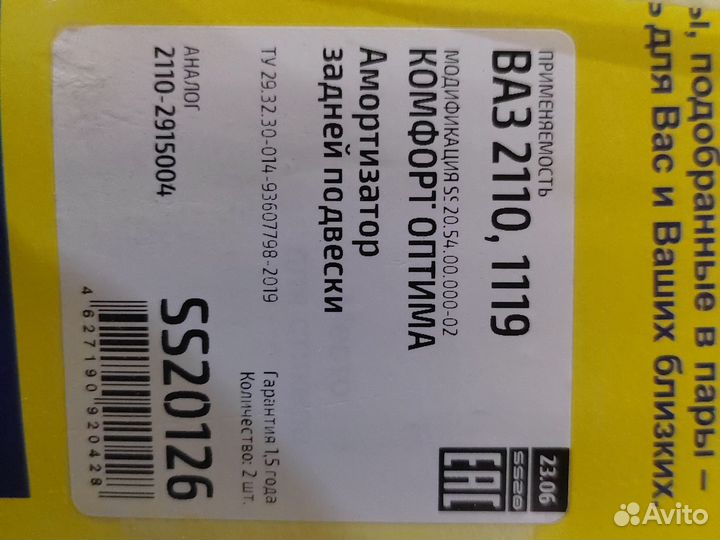 ы, подобранные в пары –
ь для Вас и Ваших близких.
ПРИМЕНЯЕМОСТЬ
ВАЗ 2110, 1119
МОДИФИКАЦИЯ SS20.54.00.000-02
КОМФОРТ ОПТИМА
Амортизатор
задней подвески
ТУ 29.32.30-014-93607798-2019
АНАЛОГ
2110-2915004
23.06
SS20
EAC
Гарантия 1,5 года
Количество: 2 шт.
SS20126
4 627190 920428
Avito